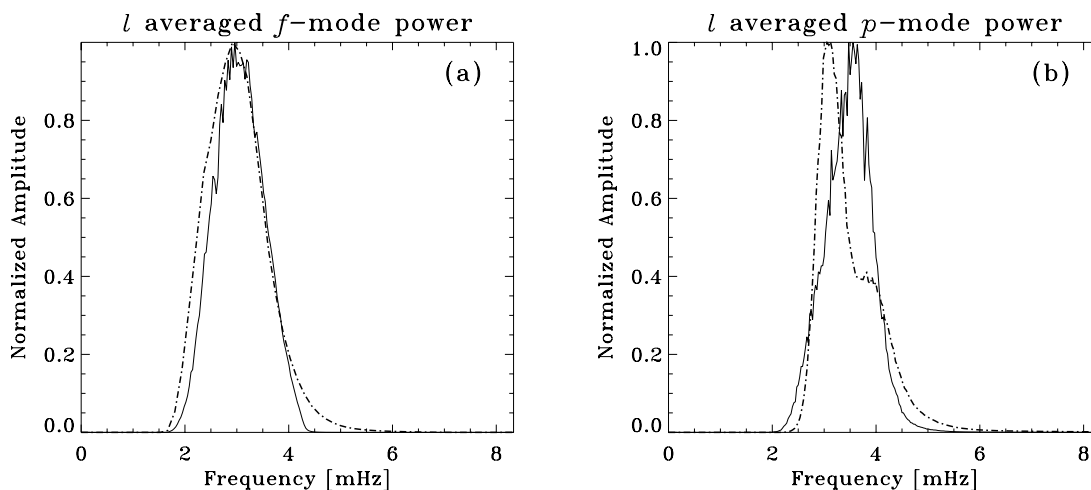 l averaged f−mode power
(a)
Normalized Amplitude
0.8
0.6
0.4
0.2
0.0
0 2 4 6 8
Frequency [mHz]
l averaged p−mode power
(b)
Normalized Amplitude
1.0
0.8
0.6
0.4
0.2
0.0
0 2 4 6 8
Frequency [mHz]